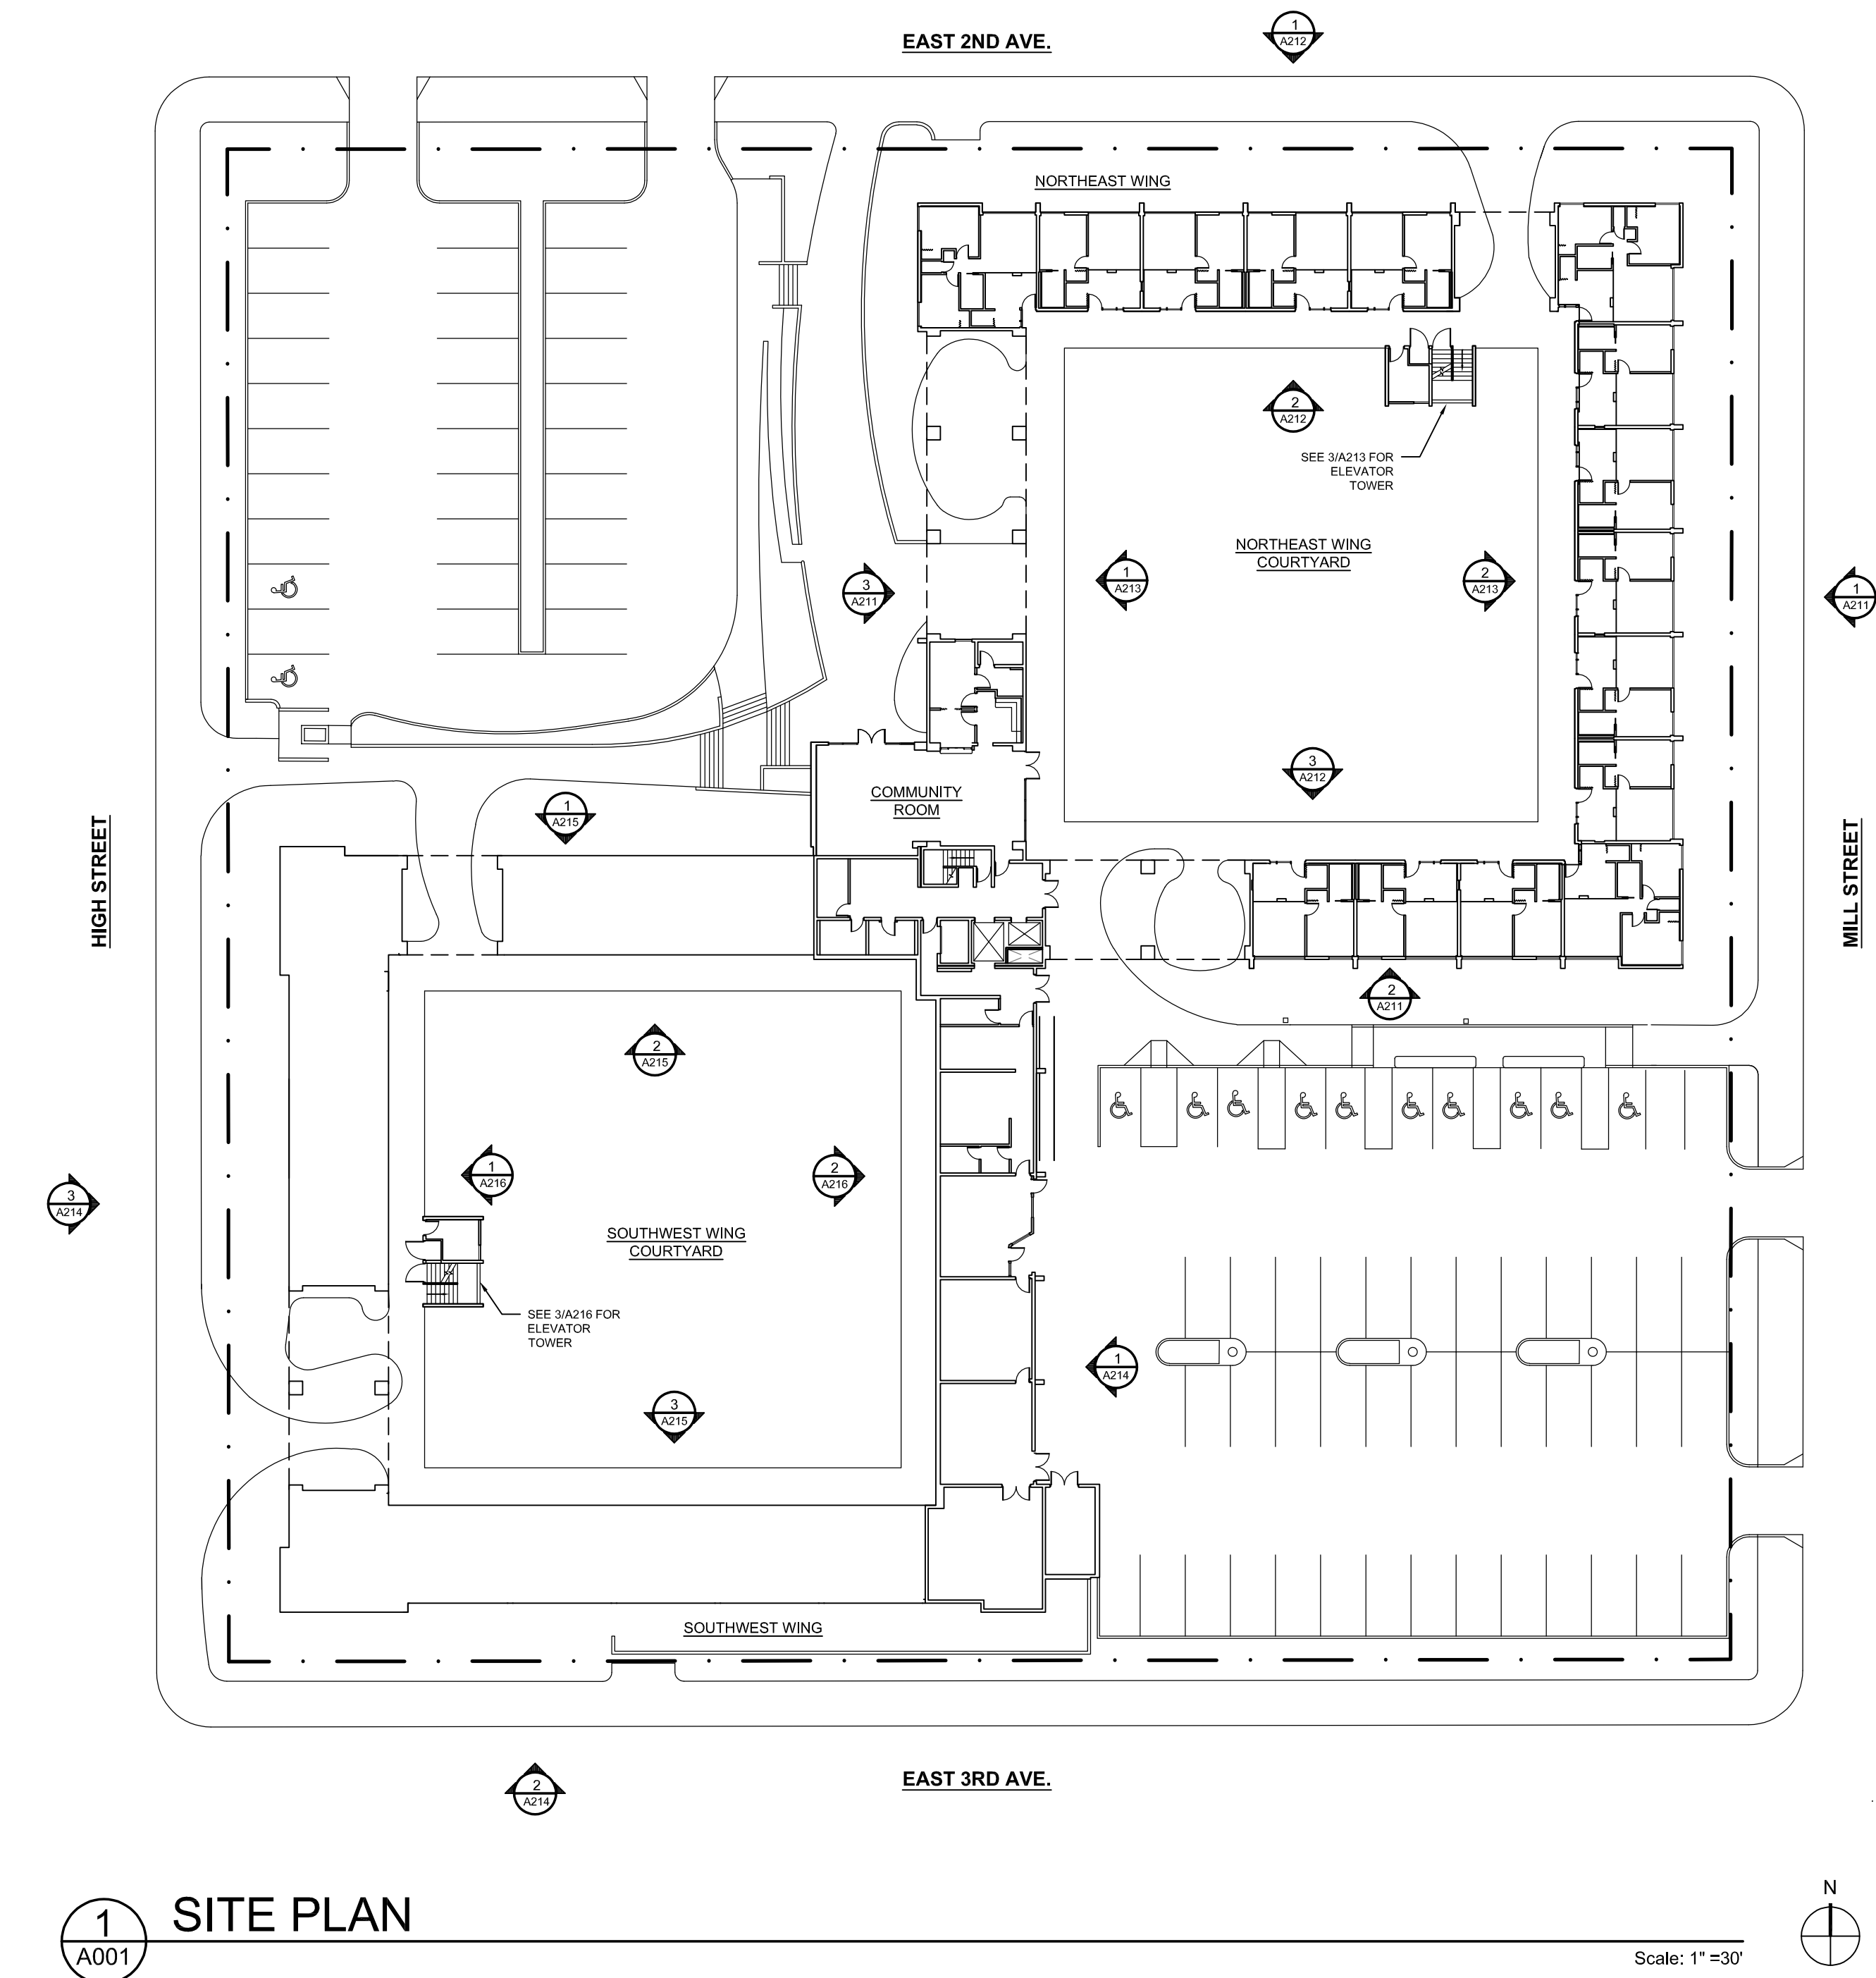 1
A212
EAST 2ND AVE.
NORTHEAST WING
2
A212
SEE 3/A213 FOR
ELEVATOR
TOWER
NORTHEAST WING
COURTYARD
3
A211
1
A213
2
A213
1
A211
3
A212
COMMUNITY
ROOM
1
A215
HIGH STREET
MILL STREET
2
A211
2
A215
1
A216
2
A216
3
A214
SOUTHWEST WING
COURTYARD
SEE 3/A216 FOR
ELEVATOR
TOWER
1
A214
3
A215
SOUTHWEST WING
2
A214
EAST 3RD AVE.
1
A001
SITE PLAN
N
Scale: 1" =30'